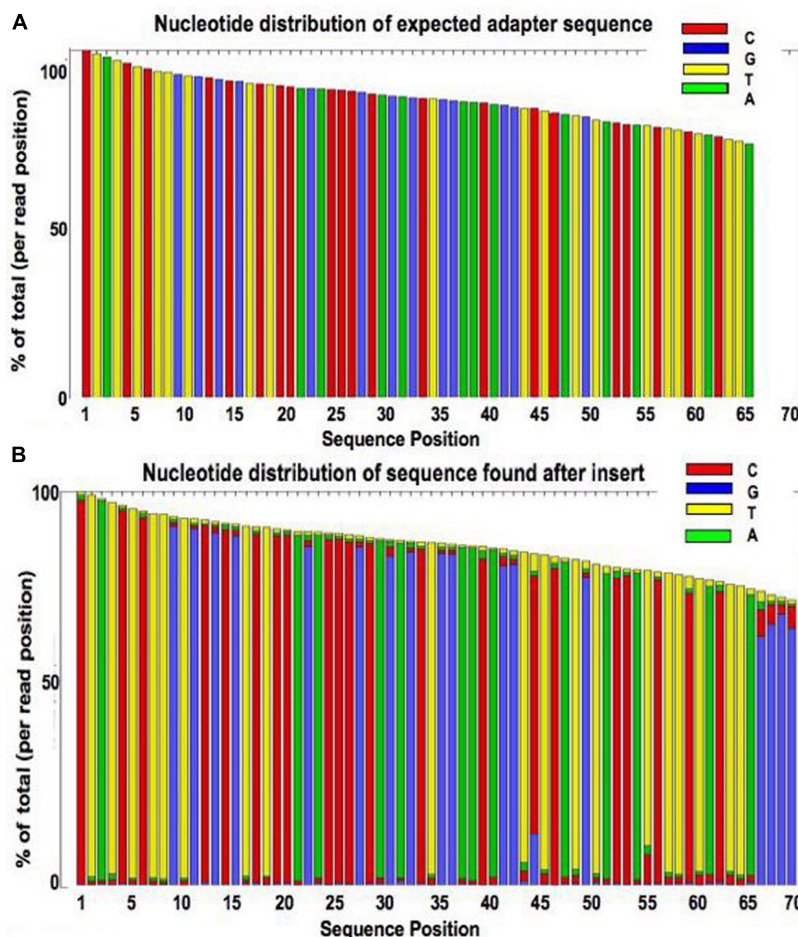 A
Nucleotide distribution of expected adapter sequence
C
G
T
A
100
50
0
% of total (per read position)
1 5 10 15 20 25 30 35 40 45 50 55 60 65 70
Sequence Position
B
Nucleotide distribution of sequence found after insert
C
G
T
A
100
50
0
% of total (per read position)
1 5 10 15 20 25 30 35 40 45 50 55 60 65 70
Sequence Position